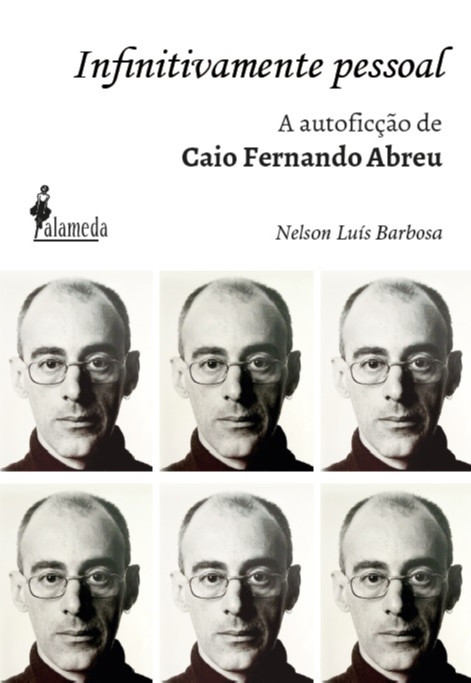 Infinitivamente pessoal
A autoficção de
Caio Fernando Abreu
alameda
Nelson Luís Barbosa